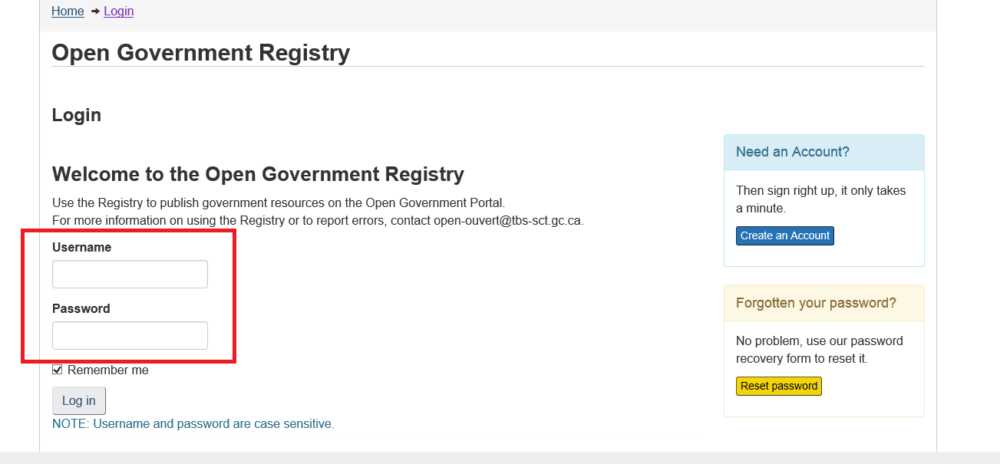 Home → Login
Open Government Registry
Login
Welcome to the Open Government Registry
Use the Registry to publish government resources on the Open Government Portal.
For more information on using the Registry or to report errors, contact open-ouvert@tbs-sct.gc.ca.
Username
Password
Remember me
Log in
NOTE: Username and password are case sensitive.
Need an Account?
Then sign right up, it only takes
a minute.
Create an Account
Forgotten your password?
No problem, use our password
recovery form to reset it.
Reset password